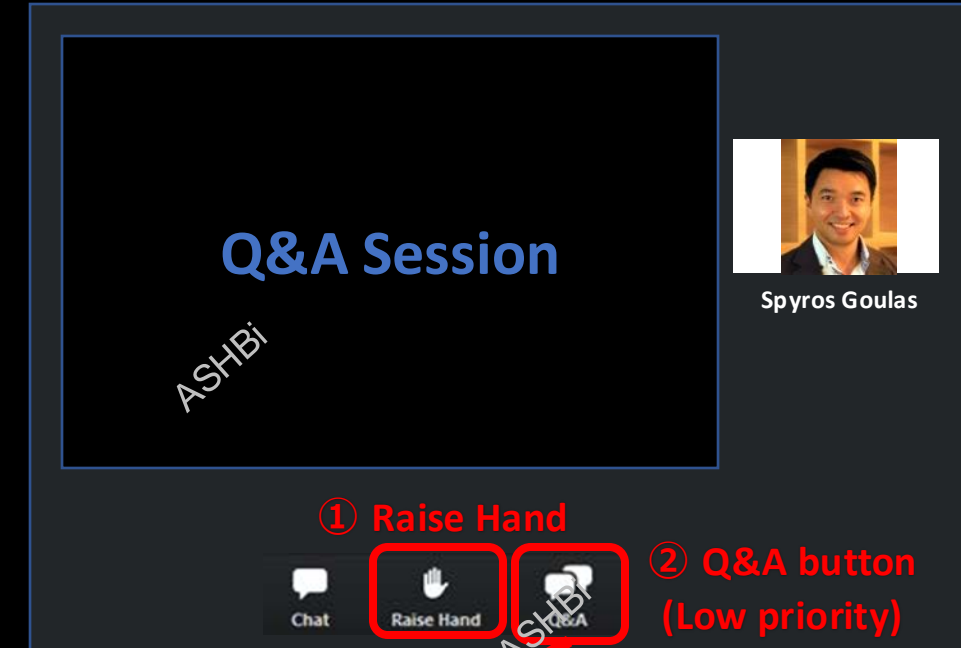 Q&A Session
ASHBi
Spyros Goulas
① Raise Hand
② Q&A button
(Low priority)
Chat
Raise Hand
Q&A
ASHBi